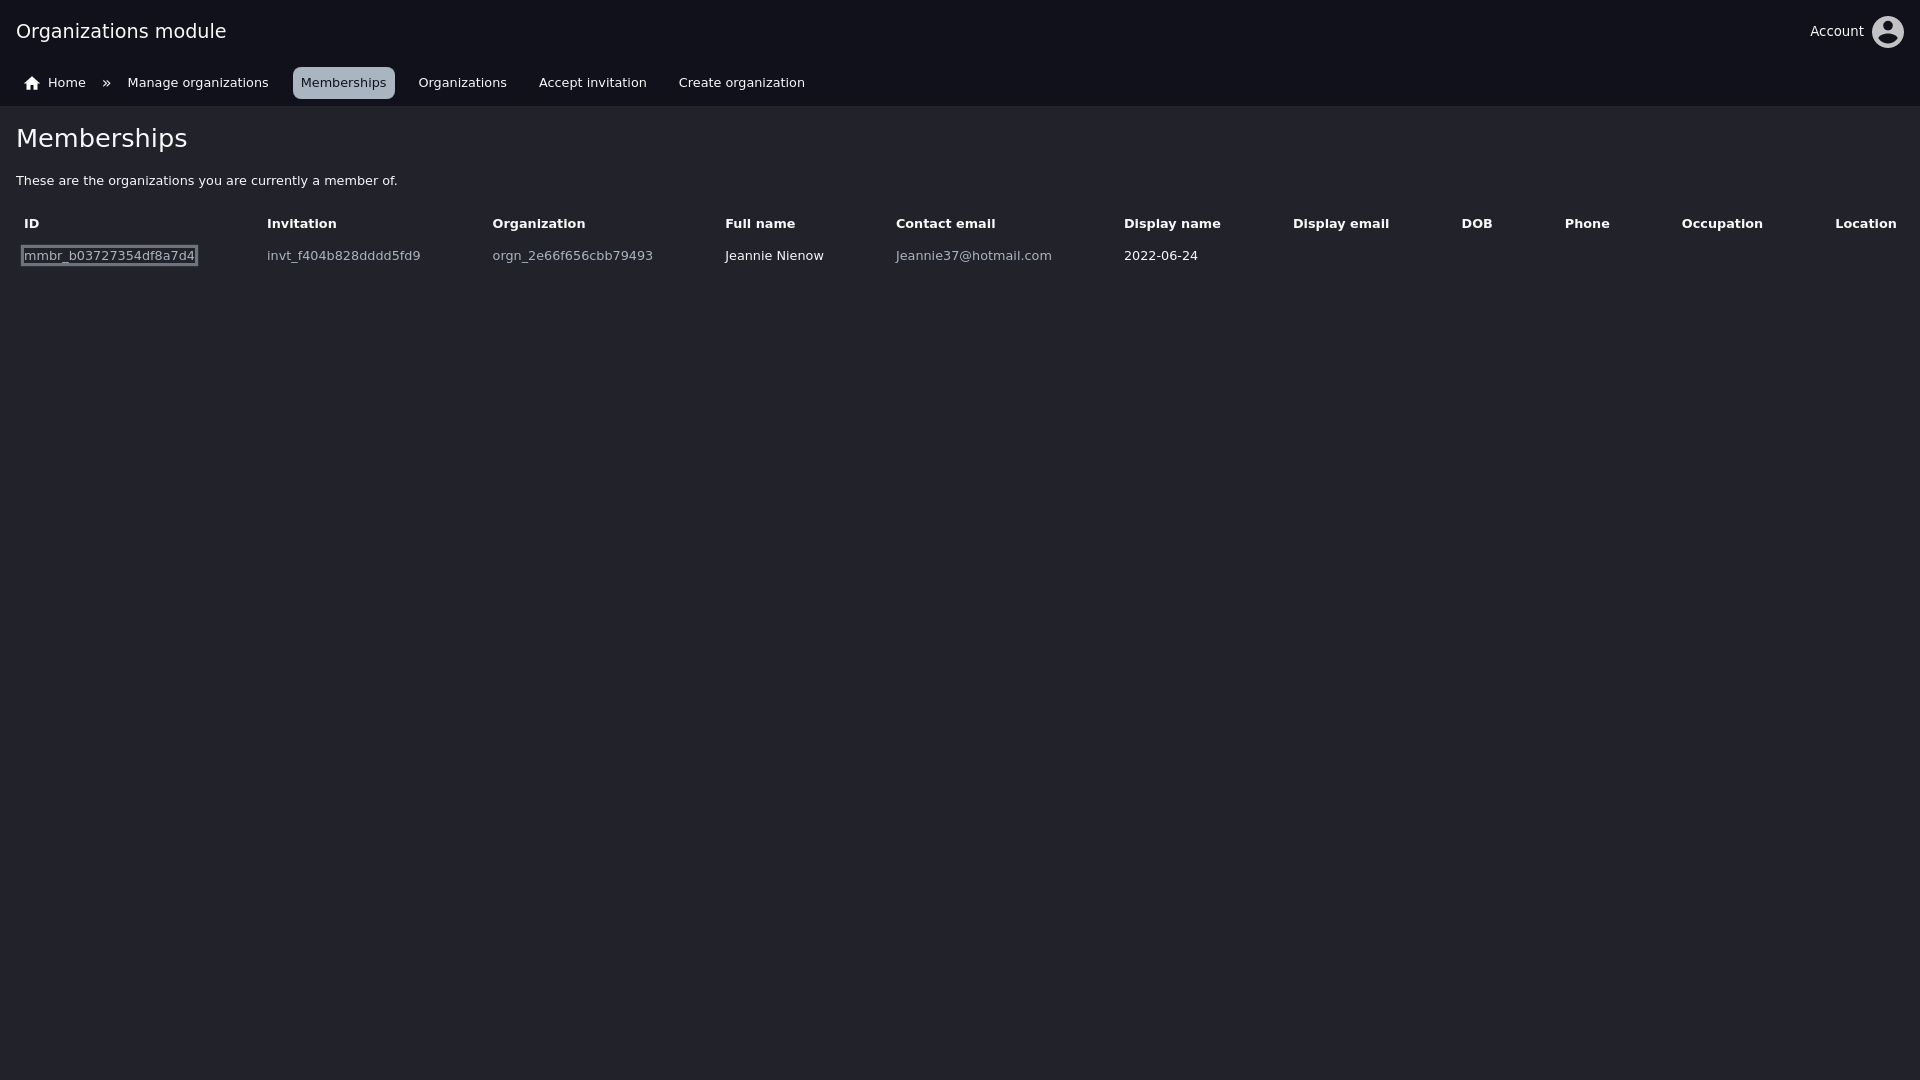 Organizations module
Account
Home » Manage organizations Memberships Organizations Accept invitation Create organization
Memberships
These are the organizations you are currently a member of.
ID Invitation Organization Full name Contact email Display name Display email DOB Phone Occupation Location
mmbr_b03727354df8a7d4 invt_f404b828dddd5fd9 orgn_2e66f656cbb79493 Jeannie Nienow Jeannie37@hotmail.com 2022-06-24